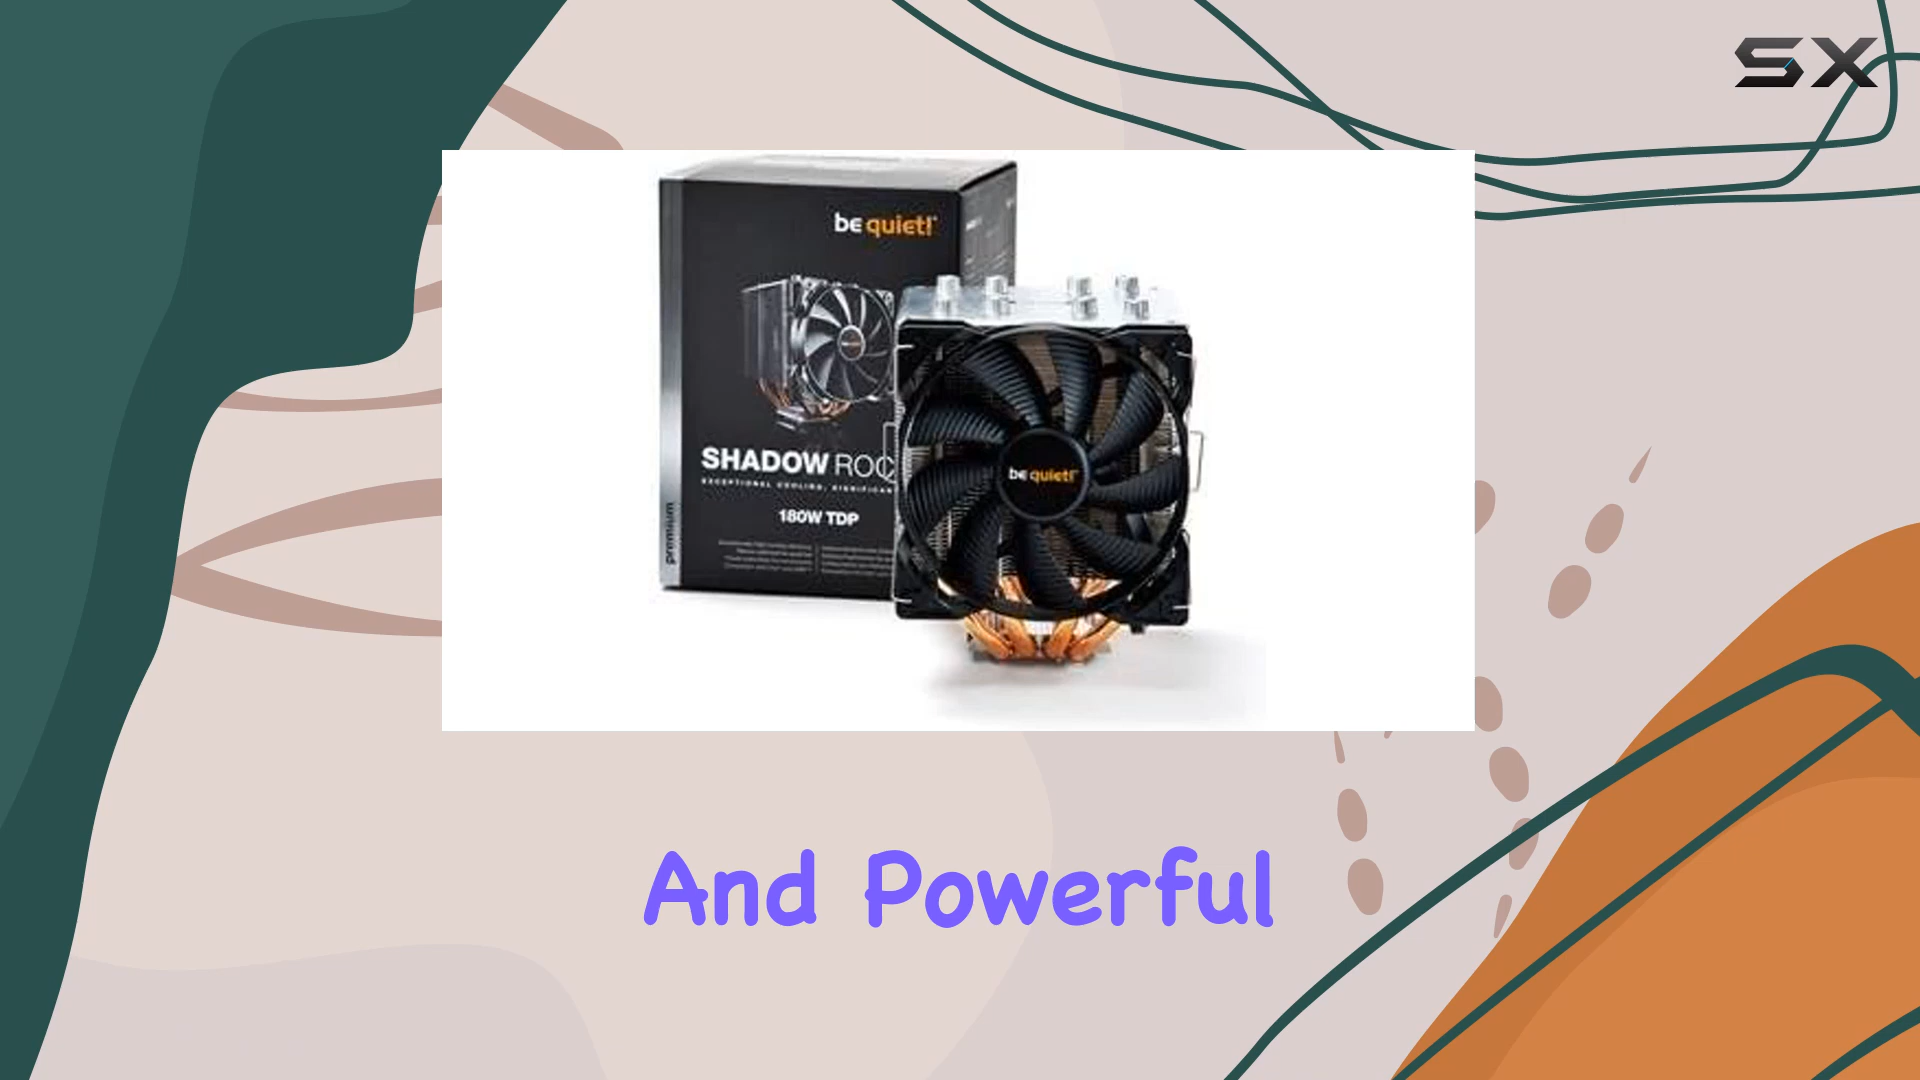 SX
be quiet!
SHADOW ROC
180W TDP
premium
be quiet!
And Powerful